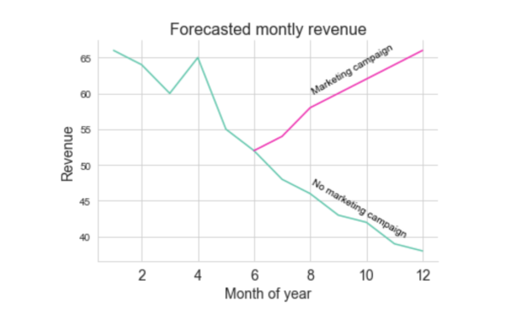 Forecasted montly revenue
65
60
55
50
45
40
Revenue
Marketing campaign
No marketing campaign
2 4 6 8 10 12
Month of year